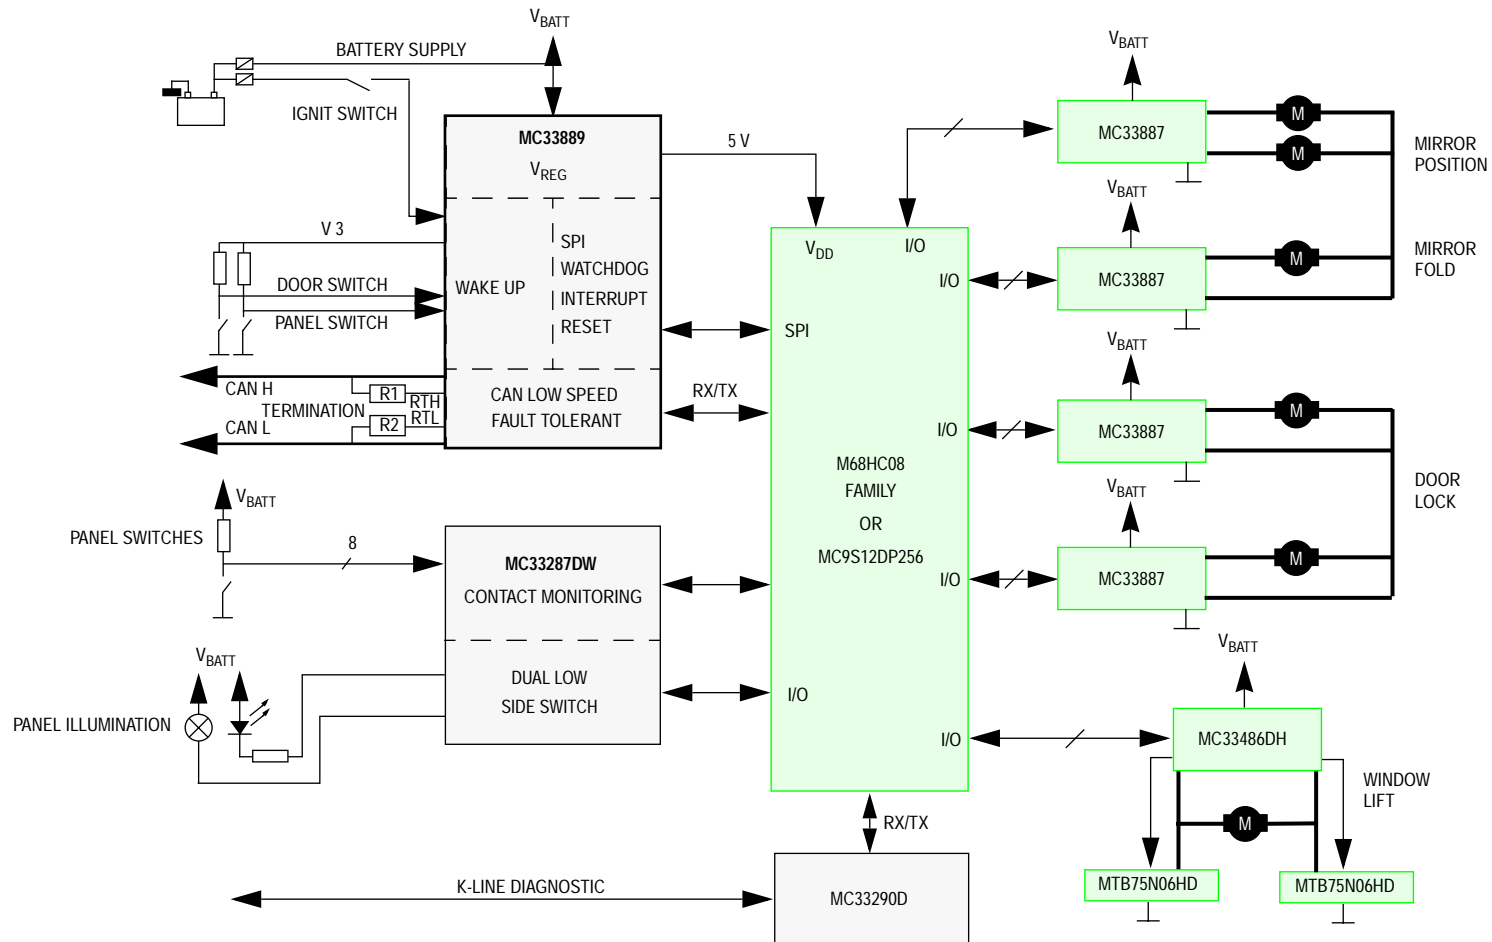 VBATT
BATTERY SUPPLY
IGNIT SWITCH
MC33889
VREG
5 V
V 3
SPI
WATCHDOG
WAKE UP
INTERRUPT
RESET
DOOR SWITCH
PANEL SWITCH
CAN H
R1
RTH
TERMINATION
RTL
R2
CAN L
CAN LOW SPEED
FAULT TOLERANT
RX/TX
VBATT
PANEL SWITCHES
8
MC33287DW
CONTACT MONITORING
VBATT
PANEL ILLUMINATION
DUAL LOW
SIDE SWITCH
VDD
I/O
I/O
SPI
I/O
M68HC08
FAMILY
OR
MC9S12DP256
I/O
I/O
I/O
RX/TX
K-LINE DIAGNOSTIC
MC33290D
VBATT
MC33887
M
M
MIRROR
POSITION
VBATT
MC33887
M
MIRROR
FOLD
VBATT
MC33887
M
DOOR
LOCK
VBATT
MC33887
M
VBATT
MC33486DH
WINDOW
LIFT
M
MTB75N06HD
MTB75N06HD